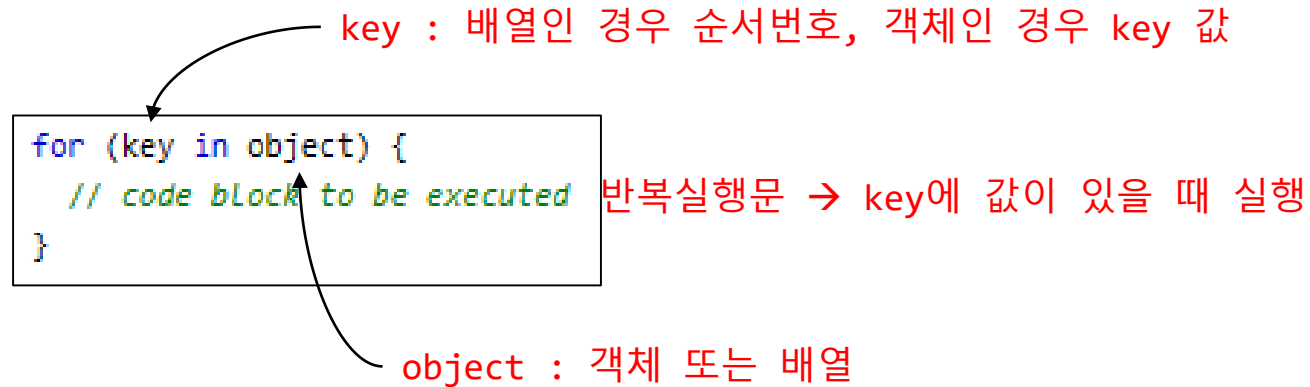 key : 배열인 경우 순서번호, 객체인 경우 key 값
for (key in object) {
// code block to be executed
반복실행문 → key에 값이 있을 때 실행
}
object : 객체 또는 배열